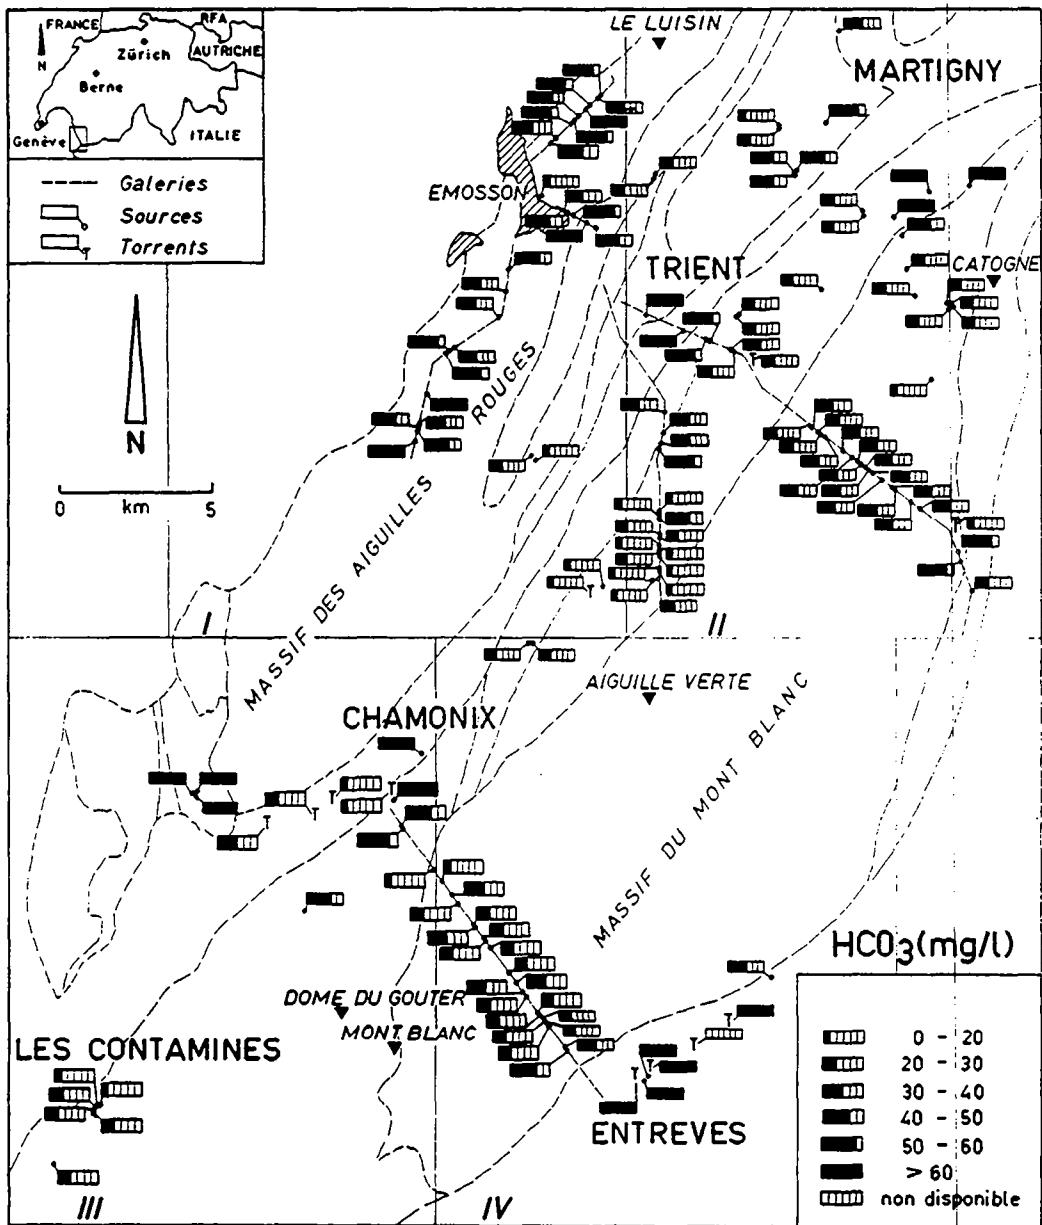 FRANCE
RFA
N
Zürich
AUTRICHE
Berne
Genève
ITALIE
Galeries
Sources
Torrents
LE LUISIN
MARTIGNY
EMOSSON
TRIENT
CATOGNE
N
0 km 5
MASSIF DES AIGUILLES ROUGES
I
II
CHAMONIX
AIGUILLE VERTE
MASSIF DU MONT BLANC
DOME DU GOUTER
MONT BLANC
LES CONTAMINES
ENTREVES
III
IV
HCO3(mg/l)
0 - 20
20 - 30
30 - 40
40 - 50
50 - 60
> 60
non disponible